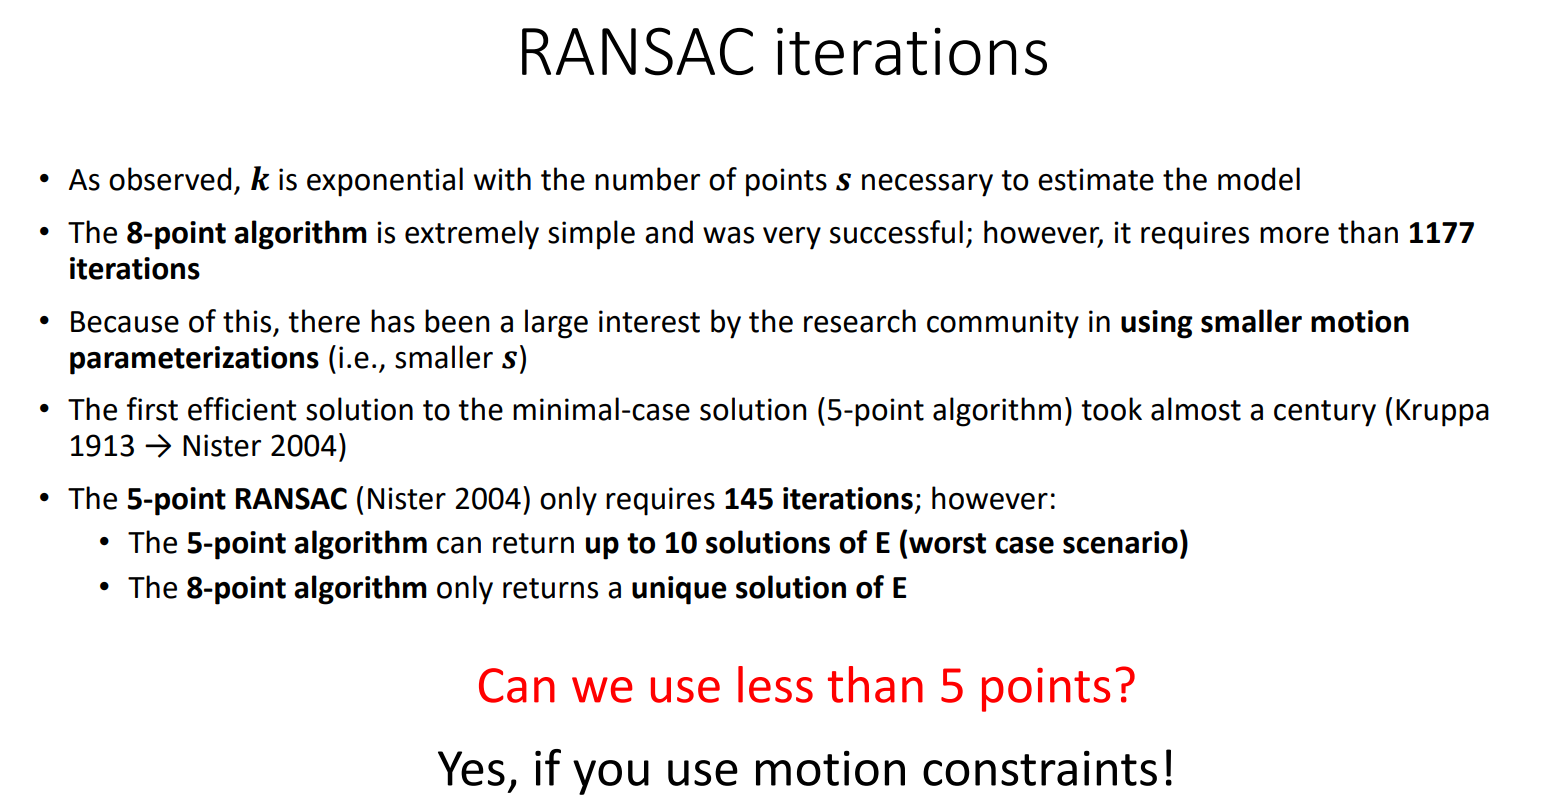 RANSAC iterations
• As observed, k is exponential with the number of points s necessary to estimate the model
• The 8-point algorithm is extremely simple and was very successful; however, it requires more than 1177
iterations
• Because of this, there has been a large interest by the research community in using smaller motion
parameterizations (i.e., smaller s)
• The first efficient solution to the minimal-case solution (5-point algorithm) took almost a century (Kruppa
1913 → Nister 2004)
• The 5-point RANSAC (Nister 2004) only requires 145 iterations; however:
• The 5-point algorithm can return up to 10 solutions of E (worst case scenario)
• The 8-point algorithm only returns a unique solution of E
Can we use less than 5 points?
Yes, if you use motion constraints!